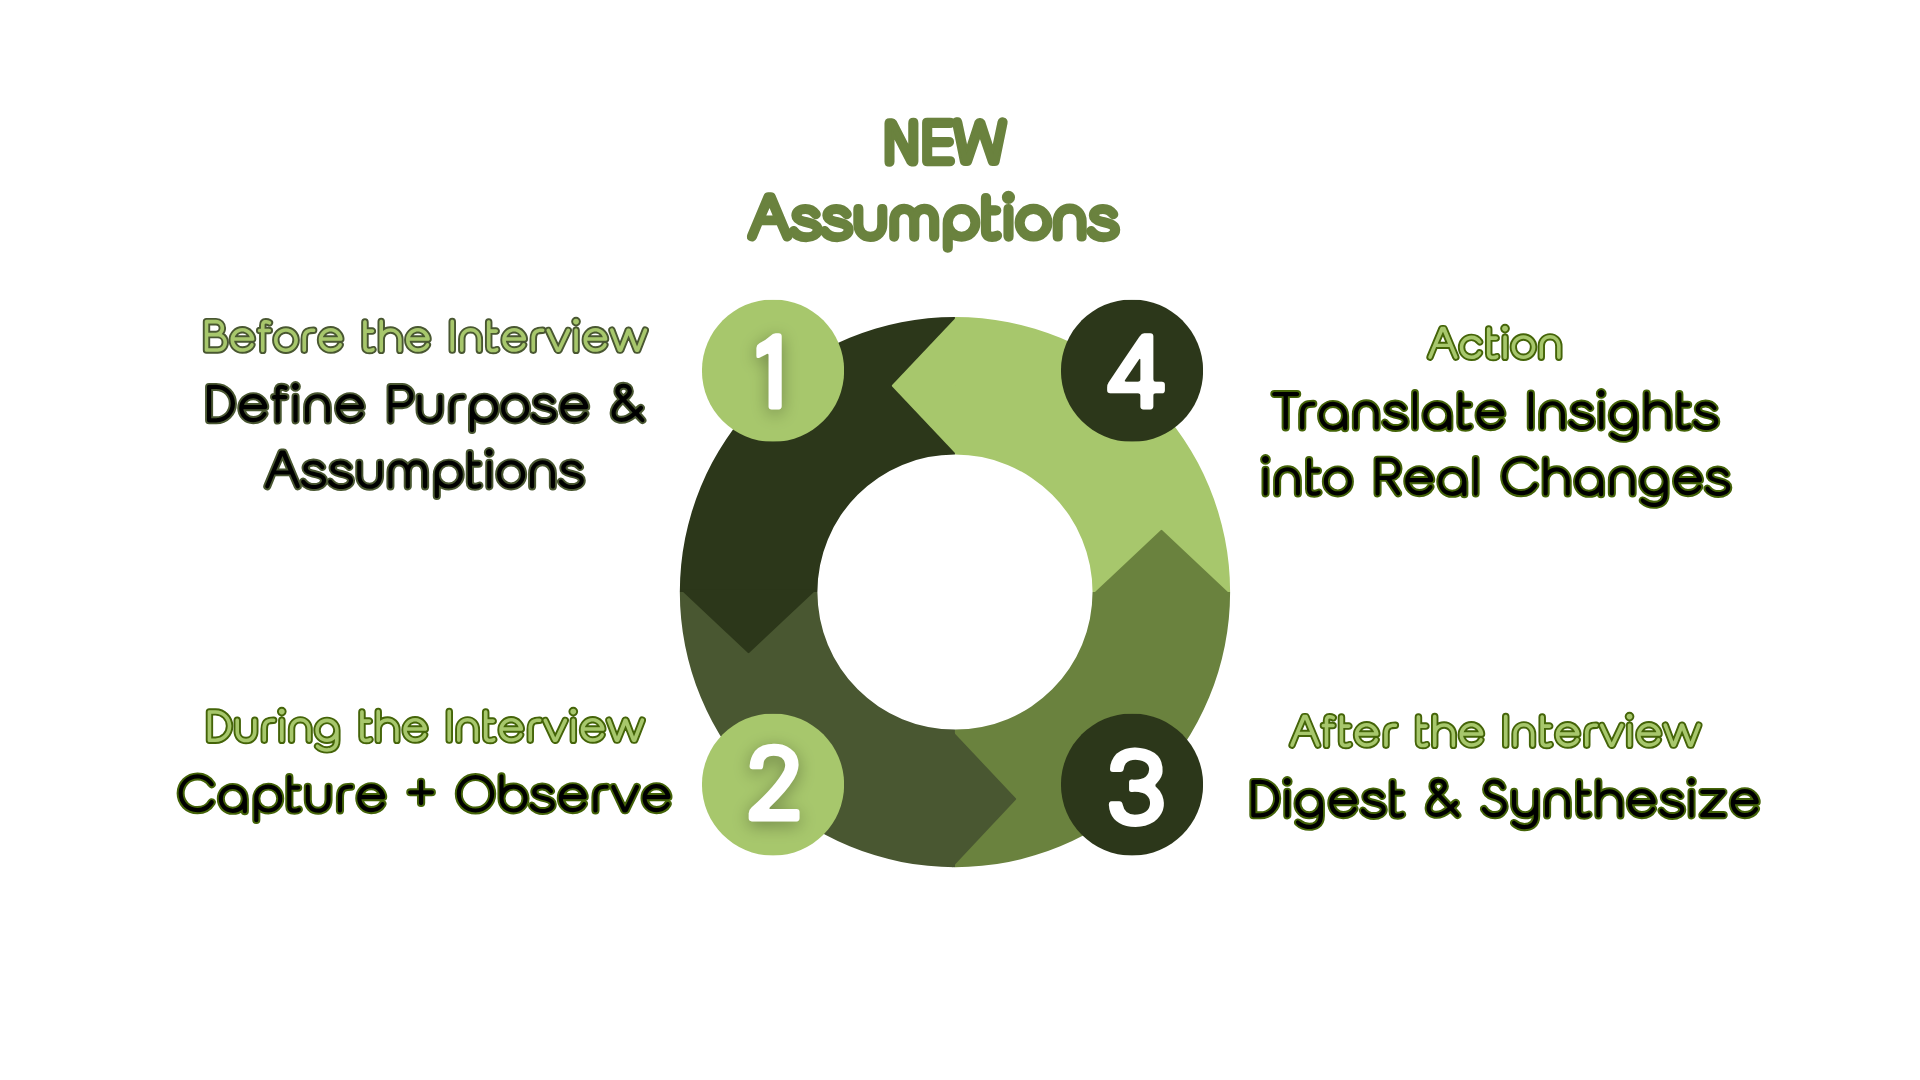 NEW
Assumptions
1
Before the Interview
Define Purpose &
Assumptions
2
During the Interview
Capture + Observe
3
After the Interview
Digest & Synthesize
4
Action
Translate Insights
into Real Changes